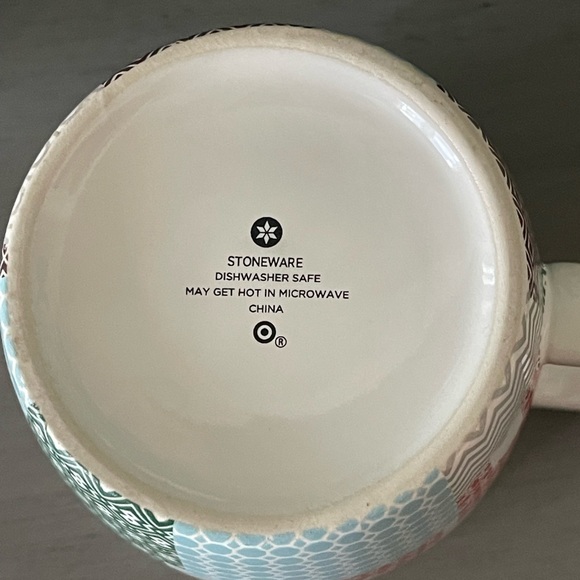 STONEWARE
DISHWASHER SAFE
MAY GET HOT IN MICROWAVE
CHINA
®